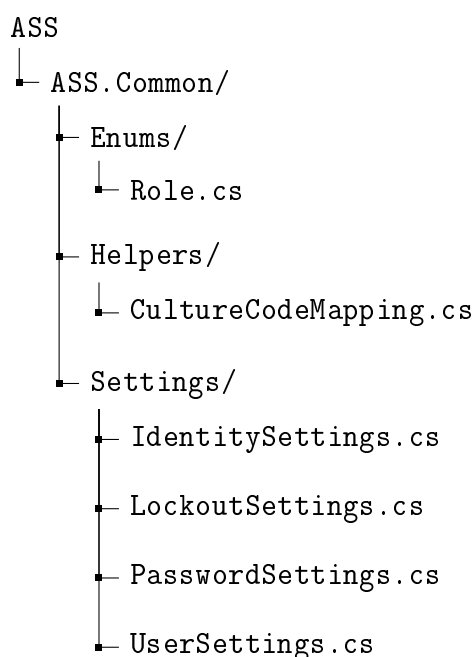 ASS
ASS.Common/
Enums/
Role.cs
Helpers/
CultureCodeMapping.cs
Settings/
IdentitySettings.cs
LockoutSettings.cs
PasswordSettings.cs
UserSettings.cs